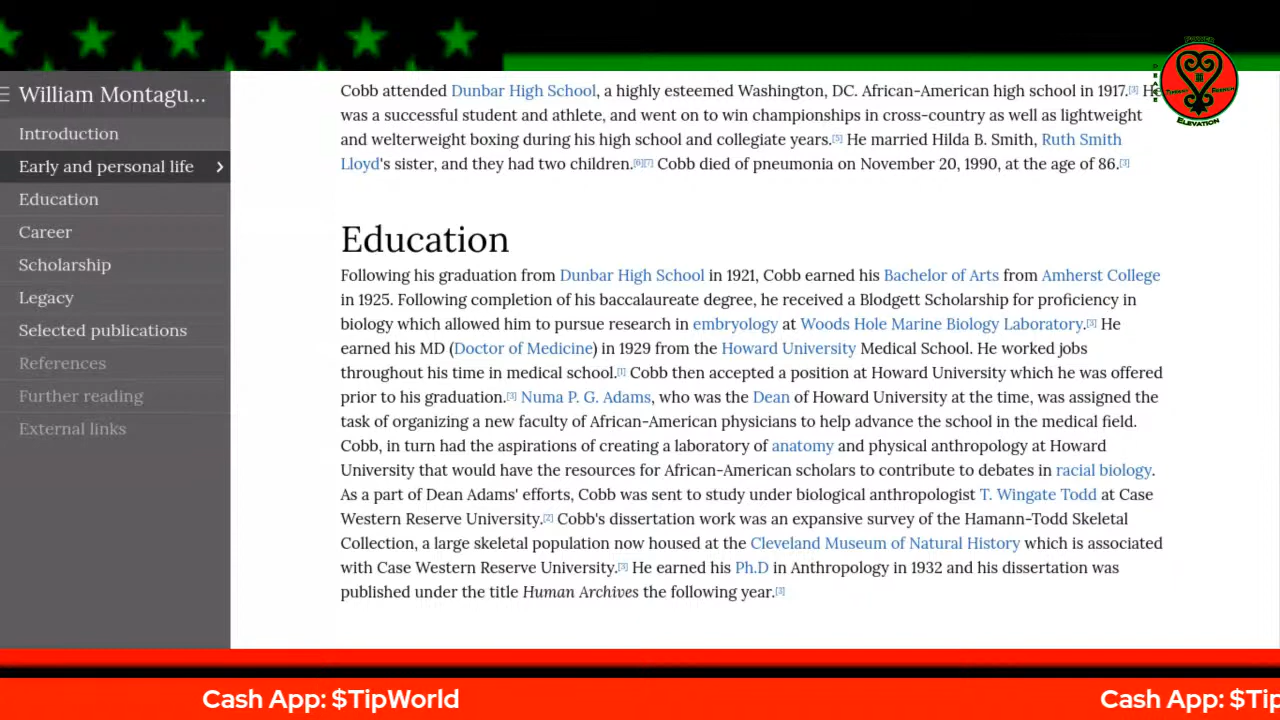 William Montagu...
Introduction
Early and personal life
Education
Career
Scholarship
Legacy
Selected publications
References
Further reading
External links
Cobb attended Dunbar High School, a highly esteemed Washington, DC. African-American high school in 1917.[3] He
was a successful student and athlete, and went on to win championships in cross-country as well as lightweight
and welterweight boxing during his high school and collegiate years.[5] He married Hilda B. Smith, Ruth Smith
Lloyd's sister, and they had two children.[6][7] Cobb died of pneumonia on November 20, 1990, at the age of 86.[3]
Education
Following his graduation from Dunbar High School in 1921, Cobb earned his Bachelor of Arts from Amherst College
in 1925. Following completion of his baccalaureate degree, he received a Blodgett Scholarship for proficiency in
biology which allowed him to pursue research in embryology at Woods Hole Marine Biology Laboratory.[3] He
earned his MD (Doctor of Medicine) in 1929 from the Howard University Medical School. He worked jobs
throughout his time in medical school.[1] Cobb then accepted a position at Howard University which he was offered
prior to his graduation.[3] Numa P. G. Adams, who was the Dean of Howard University at the time, was assigned the
task of organizing a new faculty of African-American physicians to help advance the school in the medical field.
Cobb, in turn had the aspirations of creating a laboratory of anatomy and physical anthropology at Howard
University that would have the resources for African-American scholars to contribute to debates in racial biology.
As a part of Dean Adams' efforts, Cobb was sent to study under biological anthropologist T. Wingate Todd at Case
Western Reserve University.[2] Cobb's dissertation work was an expansive survey of the Hamann-Todd Skeletal
Collection, a large skeletal population now housed at the Cleveland Museum of Natural History which is associated
with Case Western Reserve University.[3] He earned his Ph.D in Anthropology in 1932 and his dissertation was
published under the title Human Archives the following year.[3]
POWER
PEACE
ELEVATION
Cash App: $TipWorld
Cash App: $Tip